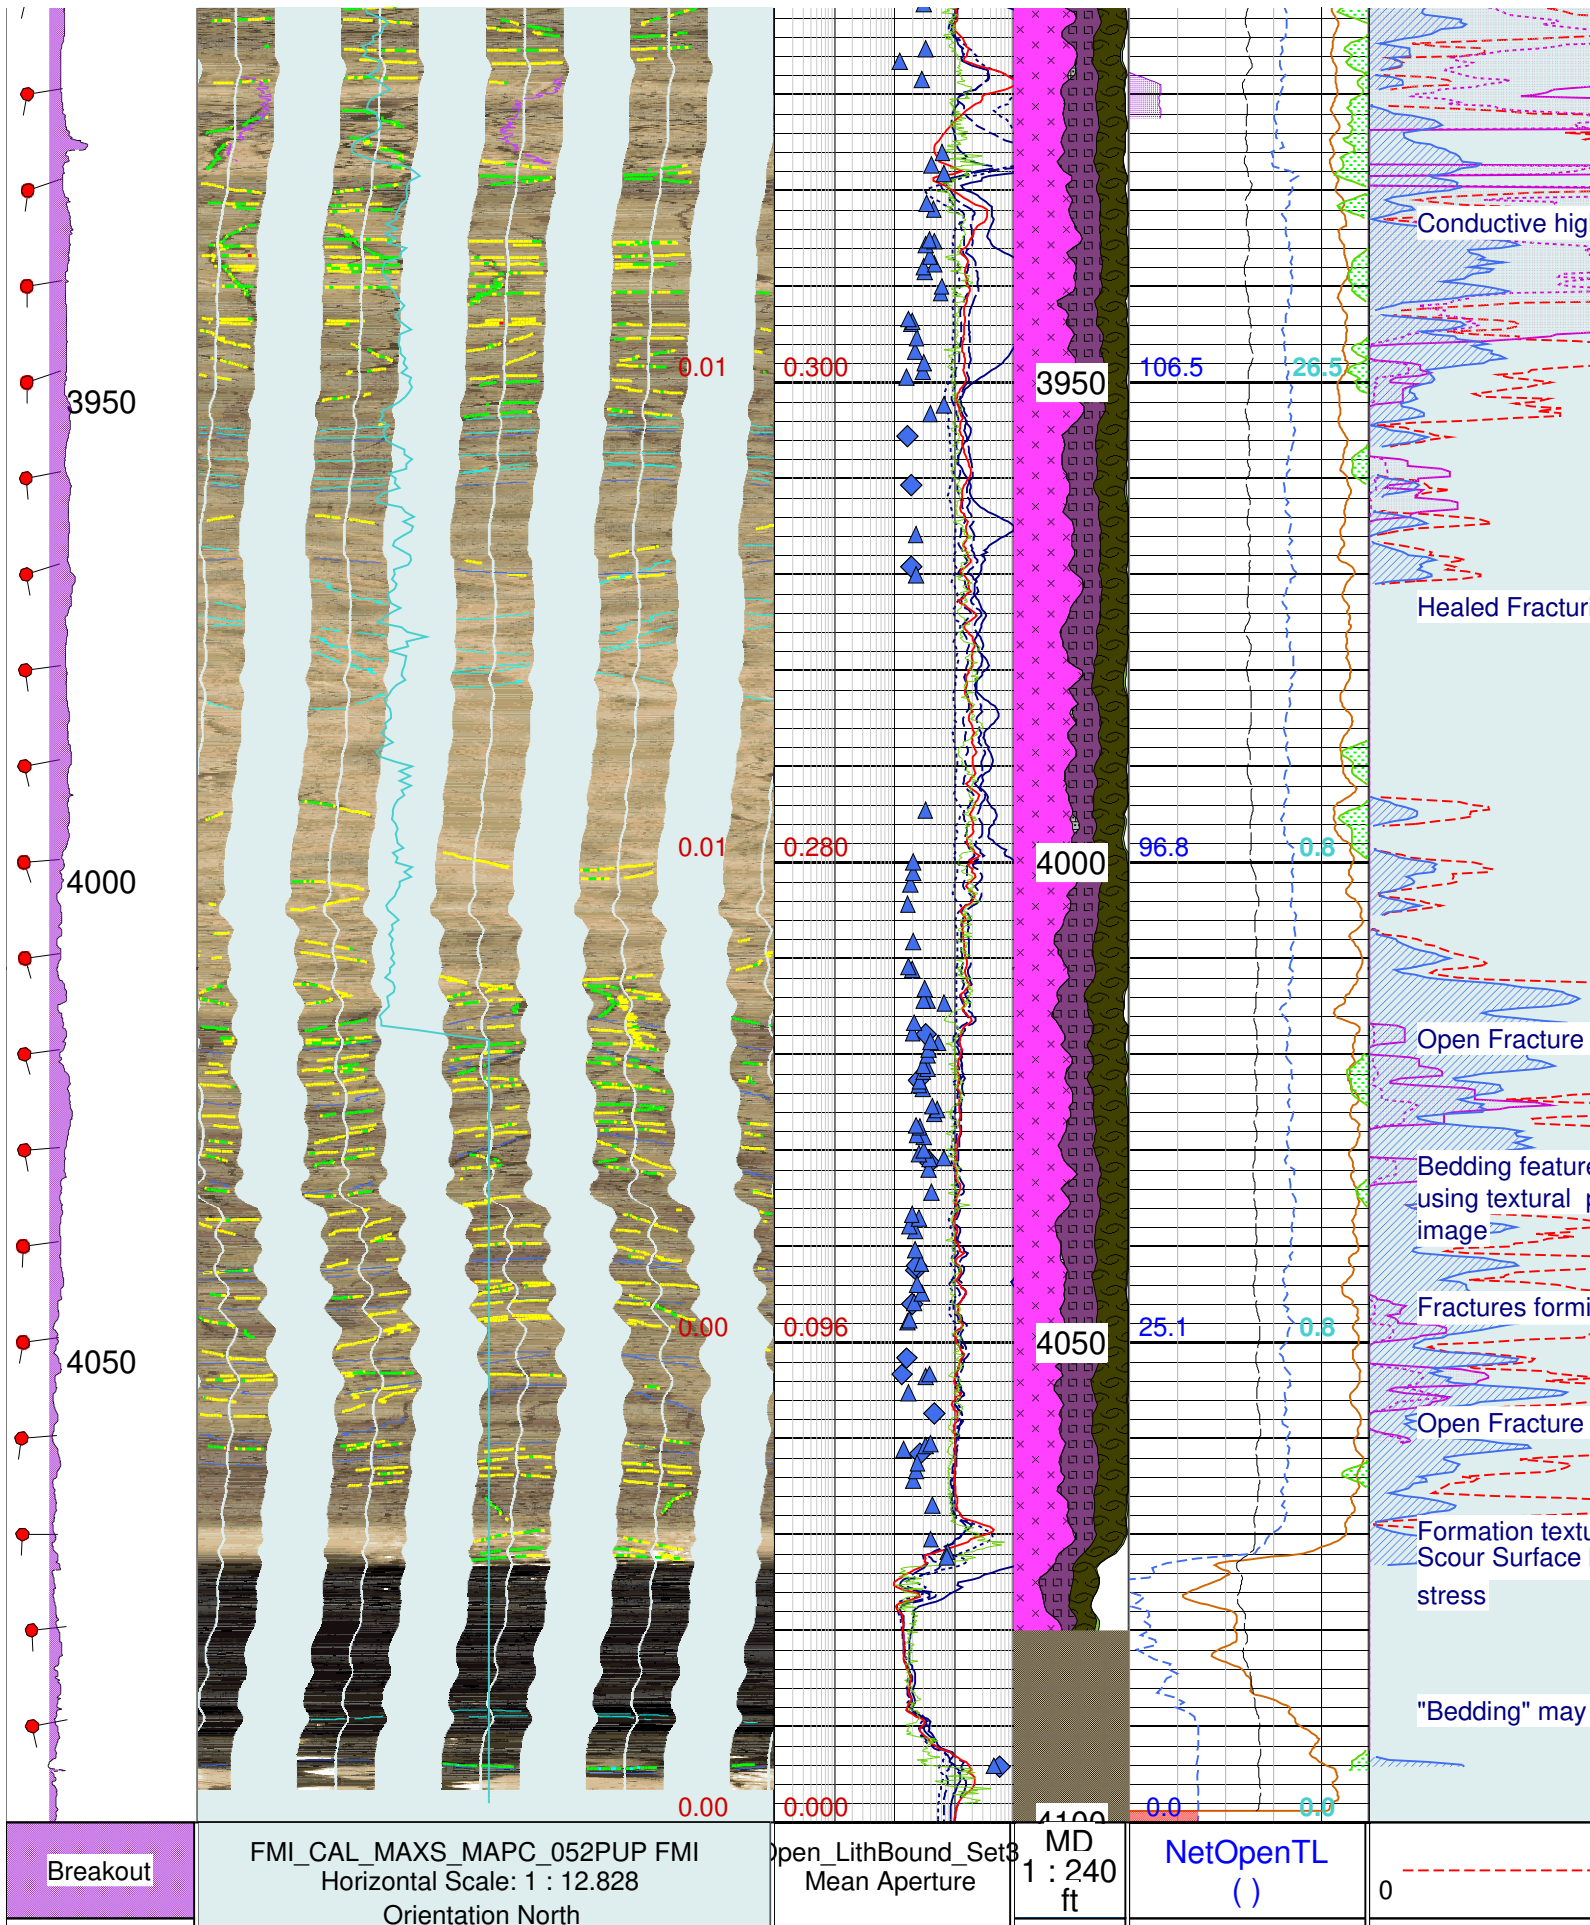 Conductive hig
0.01 0.300 3950 106.5 26.5
3950
Healed Fracturi
0.01 0.280 4000 96.8 0.8
4000
Open Fracture
Bedding feature
using textural p
image
Fractures formi
0.00 0.096 4050 25.1 0.8
4050
Open Fracture
Formation textu
Scour Surface
stress
"Bedding" may
0.00 0.000 4100 0.0 0.0
Breakout
FMI_CAL_MAXS_MAPC_052PUP FMI
Horizontal Scale: 1 : 12.828
Orientation North
Open_LithBound_Set3
Mean Aperture
MD
1 : 240
ft
NetOpenTL
( )
0